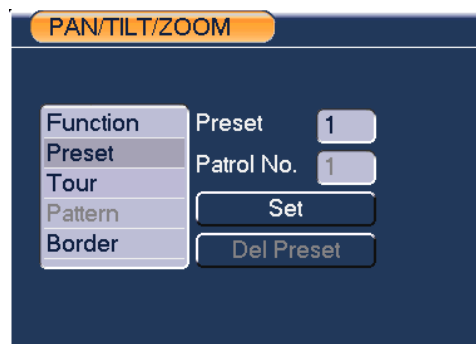 PAN/TILT/ZOOM
Function
Preset
Tour
Pattern
Border
Preset 1
Patrol No. 1
Set
Del Preset